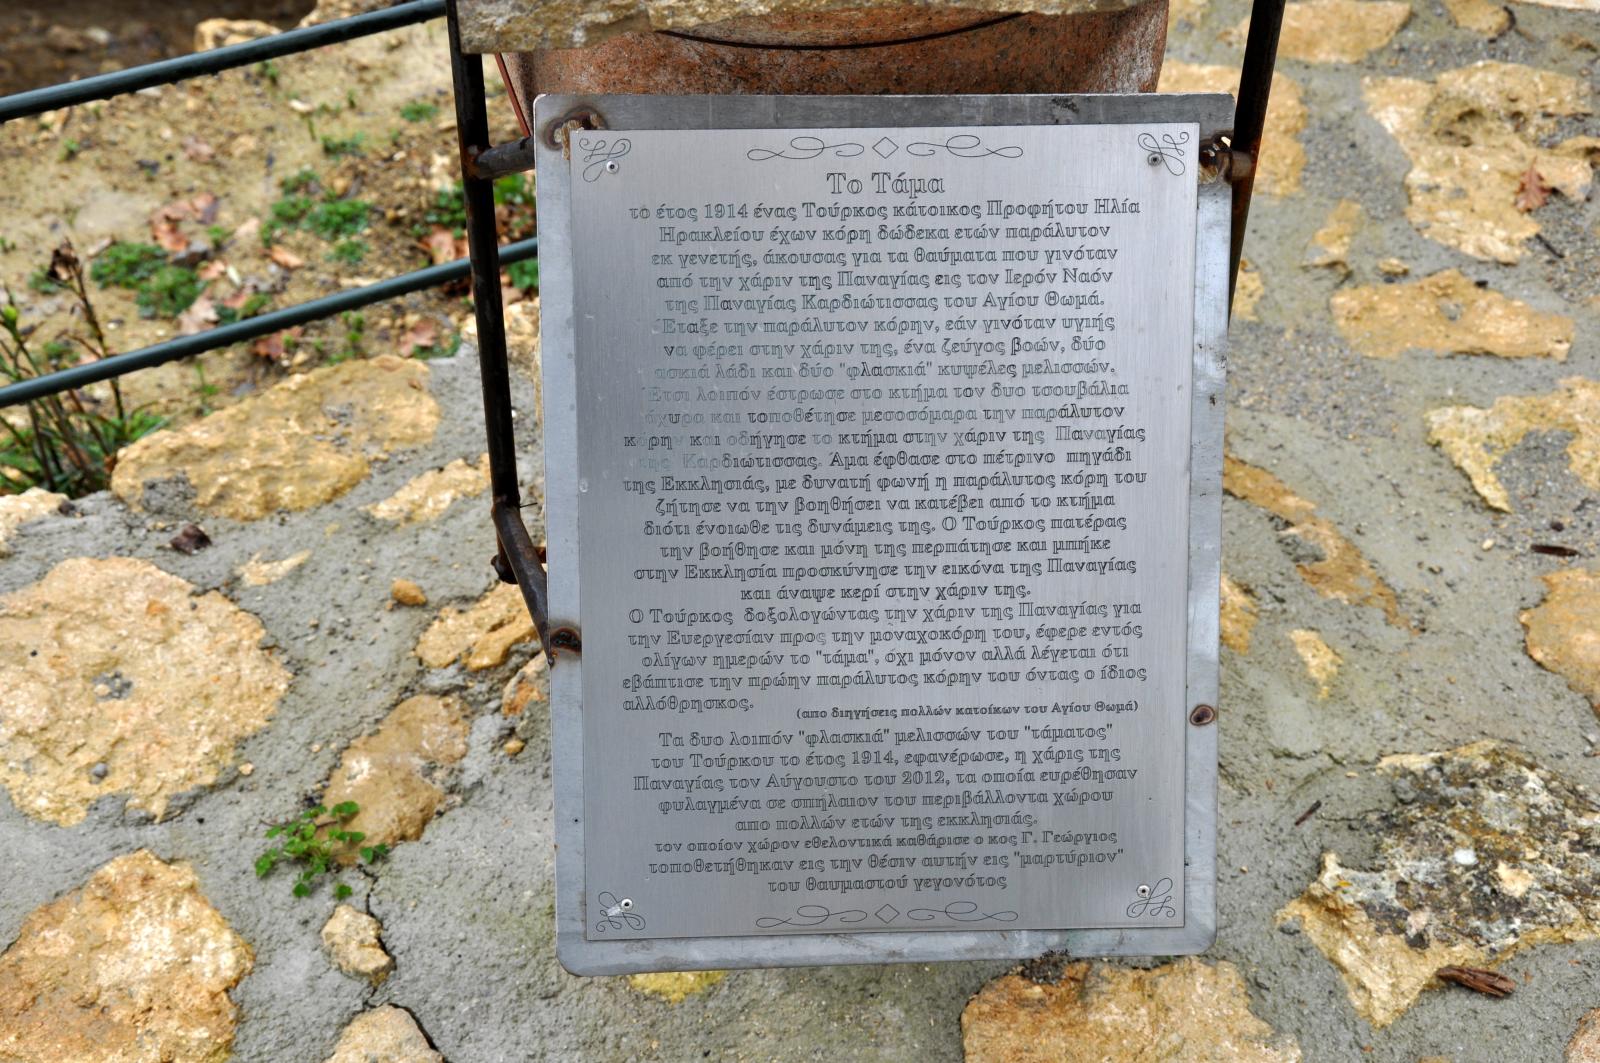 Το Τάμα
το έτος 1914 ένας Τούρκος κάτοικος Προφήτου Ηλία
Ηρακλείου έχων κόρη δώδεκα ετών παράλυτον
εκ γενετής, άκουσας για τα θαύματα που γινόταν
από την χάριν της Παναγίας εις τον Ιερόν Ναόν
της Παναγίας Καρδιώτισσας του Αγίου Θωμά.
Έταξε την παράλυτον κόρην, εάν γινόταν υγιής
να φέρει στην χάριν της, ένα ζεύγος βοών, δύο
ασκιά λάδι και δύο "φλασκιά" κυψέλες μελισσών.
Έτσι λοιπόν έστρωσε στο κτήμα τον δυο τσουβάλια
άχυρα και τοποθέτησε μεσοσόμαρα την παράλυτον
κόρην και οδήγησε το κτήμα στην χάριν της Παναγίας
της Καρδιώτισσας. Άμα έφθασε στο πέτρινο πηγάδι
της Εκκλησιάς, με δυνατή φωνή η παράλυτος κόρη του
ζήτησε να την βοηθήσει να κατέβει από το κτήμα
διότι ένοιωθε τις δυνάμεις της. Ο Τούρκος πατέρας
την βοήθησε και μόνη της περπάτησε και μπήκε
στην Εκκλησία προσκύνησε την εικόνα της Παναγίας
και άναψε κερί στην χάριν της.
Ο Τούρκος δοξολογώντας την χάριν της Παναγίας για
την Ευεργεσίαν προς την μοναχοκόρη του, έφερε εντός
ολίγων ημερών το "τάμα", όχι μόνον αλλά λέγεται ότι
εβάπτισε την πρώην παράλυτος κόρην του όντας ο ίδιος
αλλόθρησκος.
(απο διηγήσεις πολλών κατοίκων του Αγίου Θωμά)
Τα δυο λοιπόν "φλασκιά" μελισσών του "τάματος"
του Τούρκου το έτος 1914, εφανέρωσε, η χάρις της
Παναγίας τον Αύγουστο του 2012, τα οποία ευρέθησαν
φυλαγμένα σε σπήλαιον του περιβάλλοντα χώρου
απο πολλών ετών της εκκλησιάς.
τον οποίον χώρον εθελοντικά καθάρισε ο κος Γ. Γεώργιος
τοποθετήθηκαν εις την θέσιν αυτήν εις "μαρτύριον"
του θαυμαστού γεγονότος